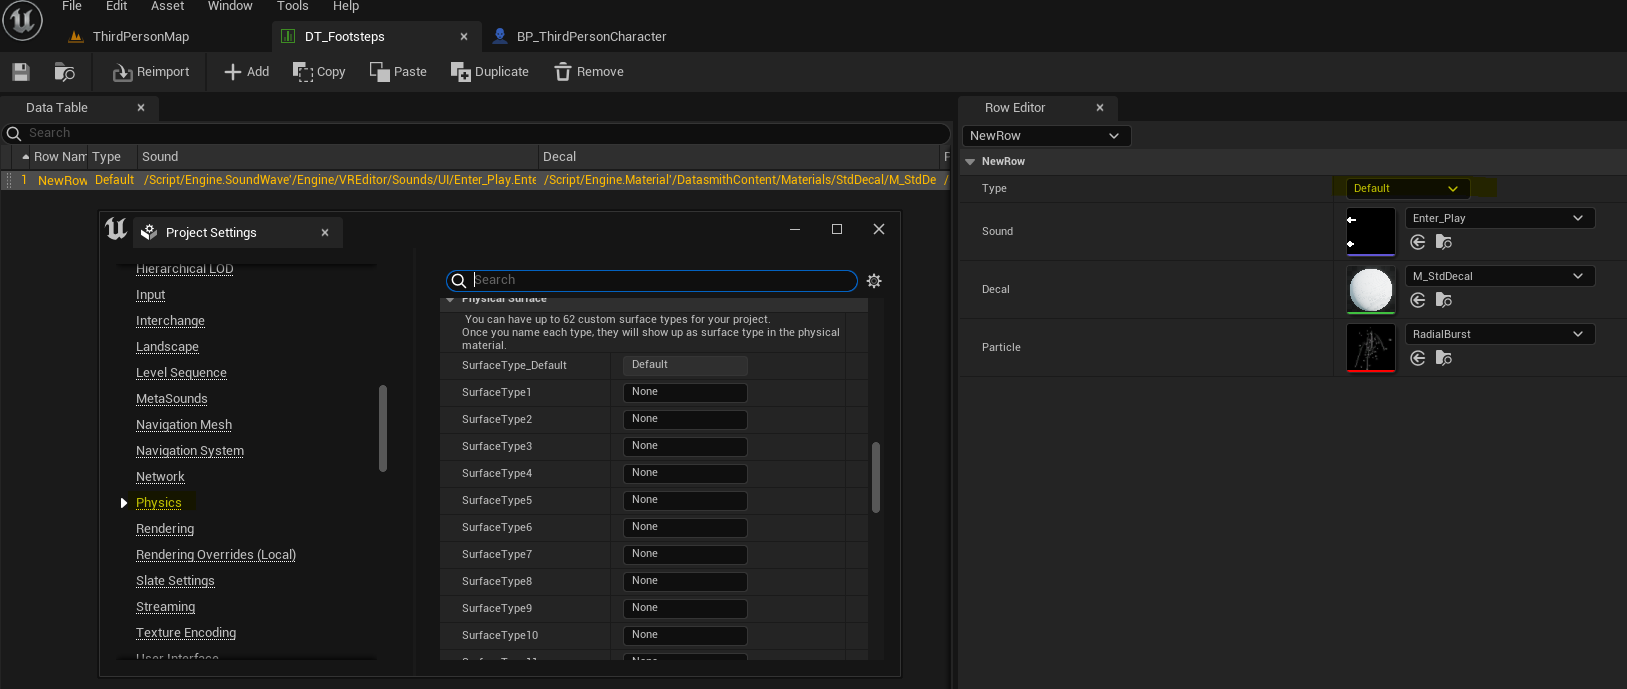 File Edit Asset Window Tools Help
ThirdPersonMap DT_Footsteps BP_ThirdPersonCharacter
Reimport Add Copy Paste Duplicate Remove
Data Table
Search
Row Nam Type Sound Decal
1 NewRow Default /Script/Engine.SoundWave'/Engine/VREditor/Sounds/UI/Enter_Play.Ente /Script/Engine.Material'/DatasmithContent/Materials/StdDecal/M_StdDe /
Project Settings
Hierarchical LOD
Input
Interchange
Landscape
Level Sequence
MetaSounds
Navigation Mesh
Navigation System
Network
Physics
Rendering
Rendering Overrides (Local)
Slate Settings
Streaming
Texture Encoding
User Interface
Search
Physical Surface
You can have up to 62 custom surface types for your project.
Once you name each type, they will show up as surface type in the physical
material.
SurfaceType_Default Default
SurfaceType1 None
SurfaceType2 None
SurfaceType3 None
SurfaceType4 None
SurfaceType5 None
SurfaceType6 None
SurfaceType7 None
SurfaceType8 None
SurfaceType9 None
SurfaceType10 None
SurfaceType11 None
Row Editor
NewRow
NewRow
Type Default
Sound Enter_Play
Decal M_StdDecal
Particle RadialBurst